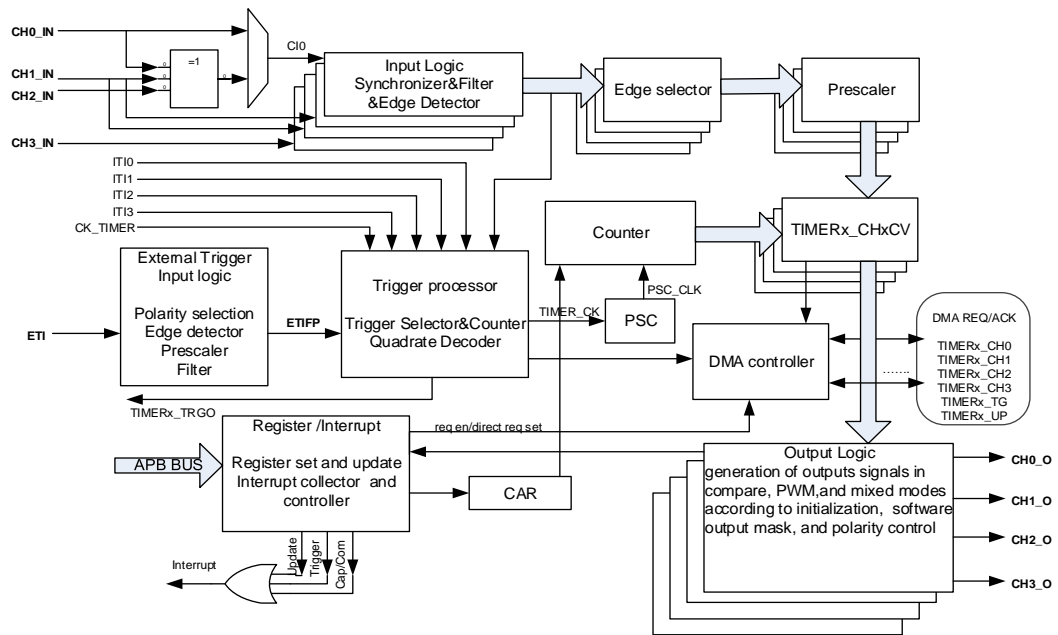 CH0_IN
CH1_IN
CH2_IN
CH3_IN
=1
CI0
Input Logic
Synchronizer&Filter
&Edge Detector
Edge selector
Prescaler
ITI0
ITI1
ITI2
ITI3
CK_TIMER
Counter
TIMERx_CHxCV
External Trigger
Input logic
Polarity selection
Edge detector
Prescaler
Filter
ETI
ETIFP
Trigger processor
Trigger Selector&Counter
Quadrate Decoder
TIMER_CK
PSC_CLK
PSC
DMA controller
DMA REQ/ACK
TIMERx_CH0
TIMERx_CH1
TIMERx_CH2
TIMERx_CH3
TIMERx_TG
TIMERx_UP
........
TIMERx_TRGO
APB BUS
Register /Interrupt
Register set and update
Interrupt collector and
controller
req en/direct req set
CAR
Output Logic
generation of outputs signals in
compare, PWM,and mixed modes
according to initialization, software
output mask, and polarity control
CH0_O
CH1_O
CH2_O
CH3_O
Update
Trigger
Cap/Com
Interrupt